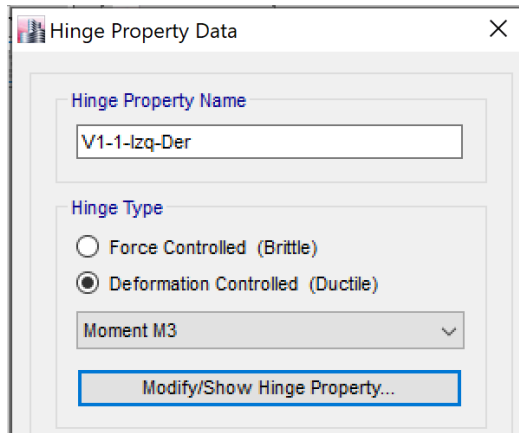 Hinge Property Data
Hinge Property Name
V1-1-Izq-Der
Hinge Type
Force Controlled (Brittle)
Deformation Controlled (Ductile)
Moment M3
Modify/Show Hinge Property...